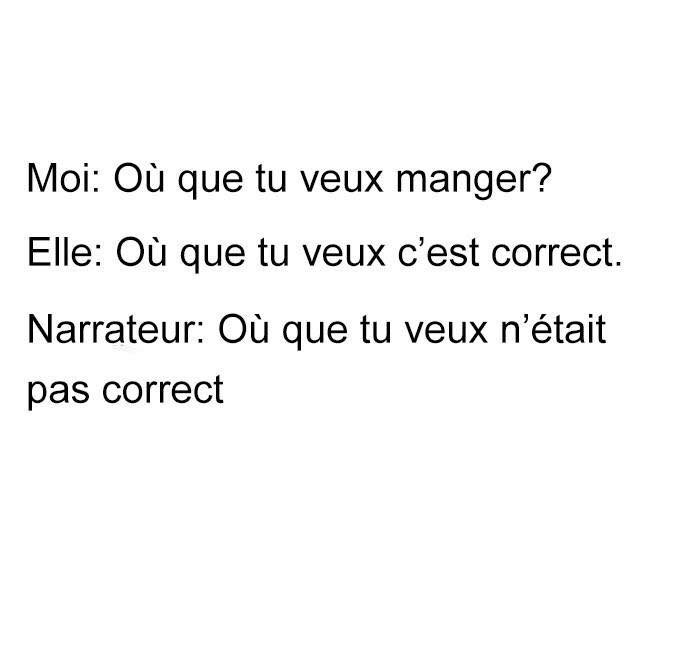 Moi: Où que tu veux manger?
Elle: Où que tu veux c’est correct.
Narrateur: Où que tu veux n’était
pas correct